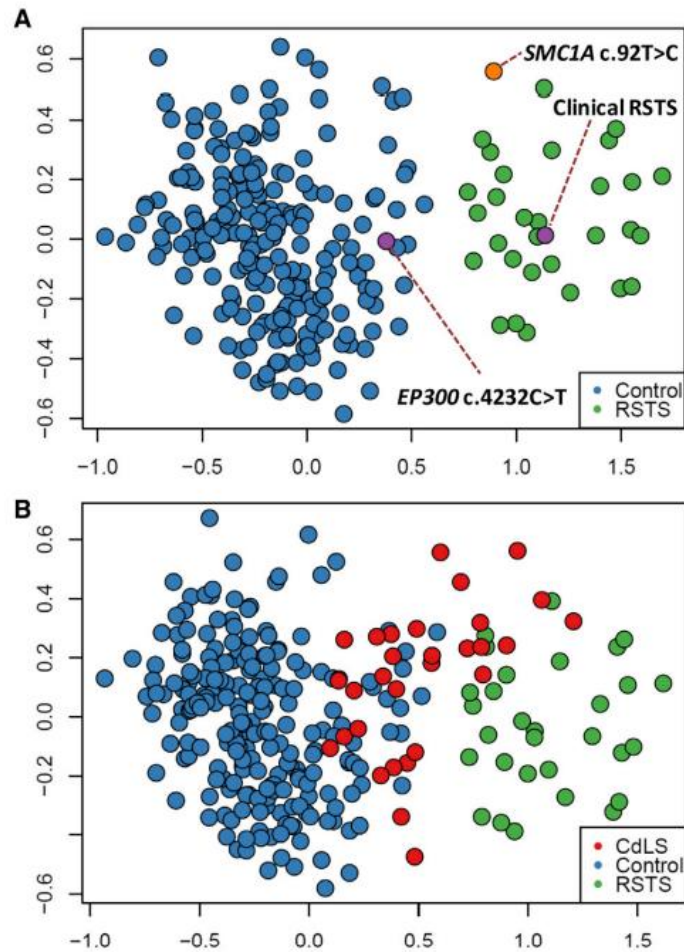 A
SMC1A c.92T>C
Clinical RSTS
EP300 c.4232C>T
Control
RSTS
0.6
0.4
0.2
0.0
−0.2
−0.4
−0.6
−1.0 −0.5 0.0 0.5 1.0 1.5
B
CdLS
Control
RSTS
0.6
0.4
0.2
0.0
−0.2
−0.6
−1.0 −0.5 0.0 0.5 1.0 1.5